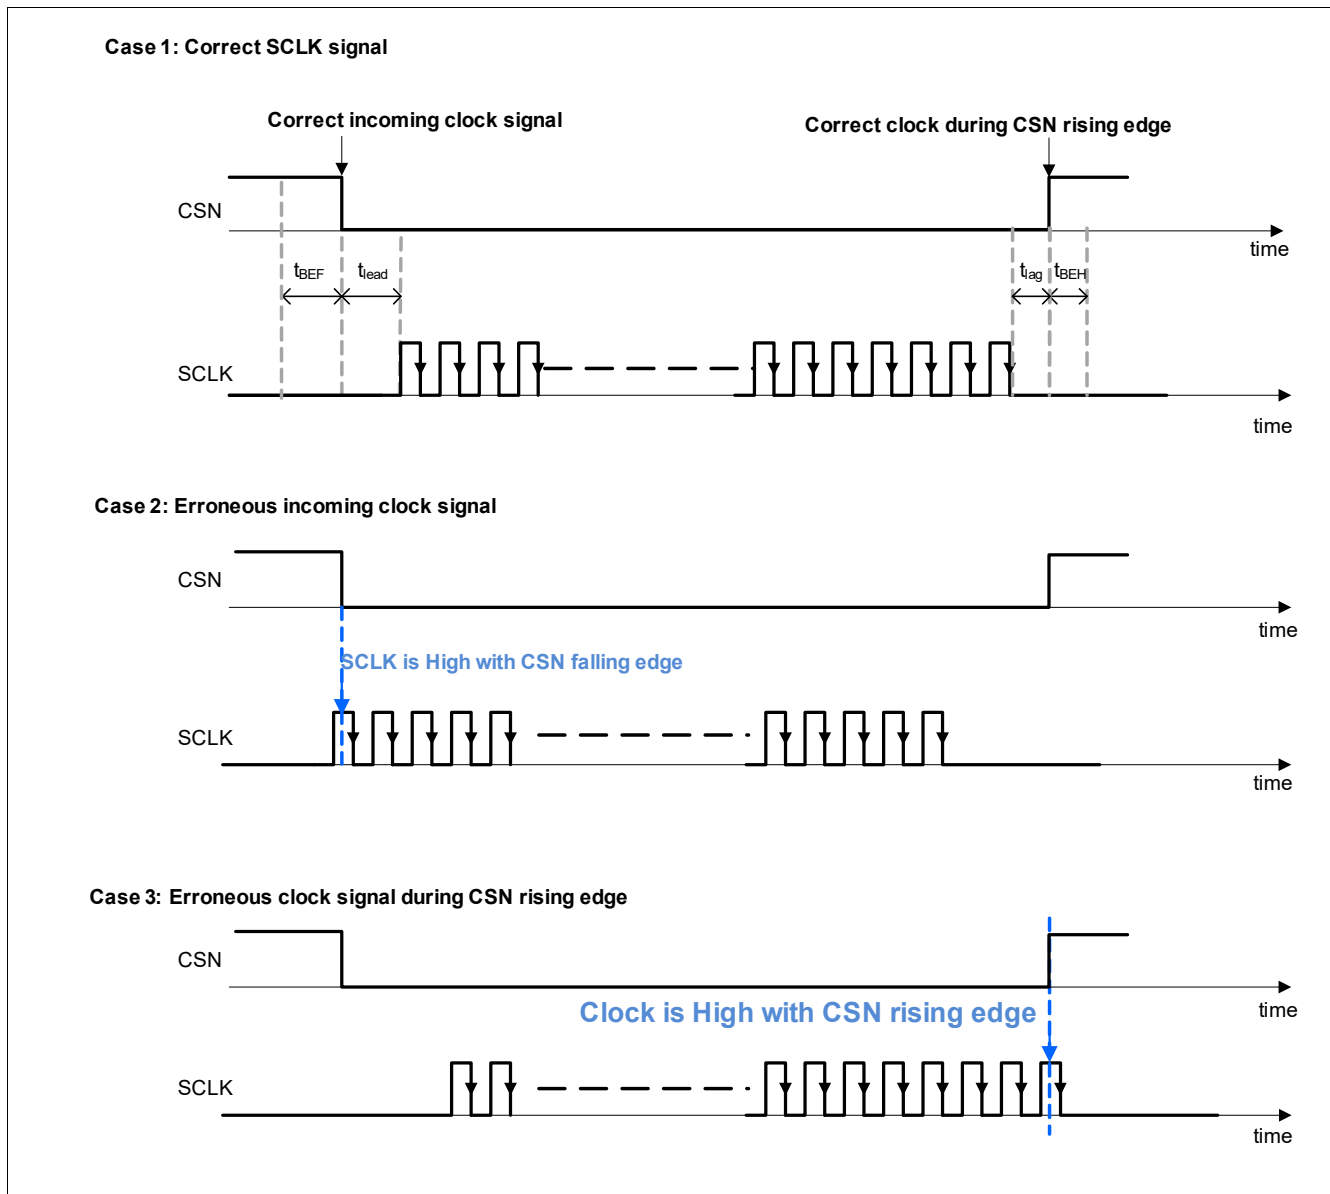 Case 1: Correct SCLK signal
Correct incoming clock signal
Correct clock during CSN rising edge
CSN
time
tBEF
tlead
tlag
tBEH
SCLK
time
Case 2: Erroneous incoming clock signal
CSN
time
SCLK is High with CSN falling edge
SCLK
time
Case 3: Erroneous clock signal during CSN rising edge
CSN
time
Clock is High with CSN rising edge
SCLK
time